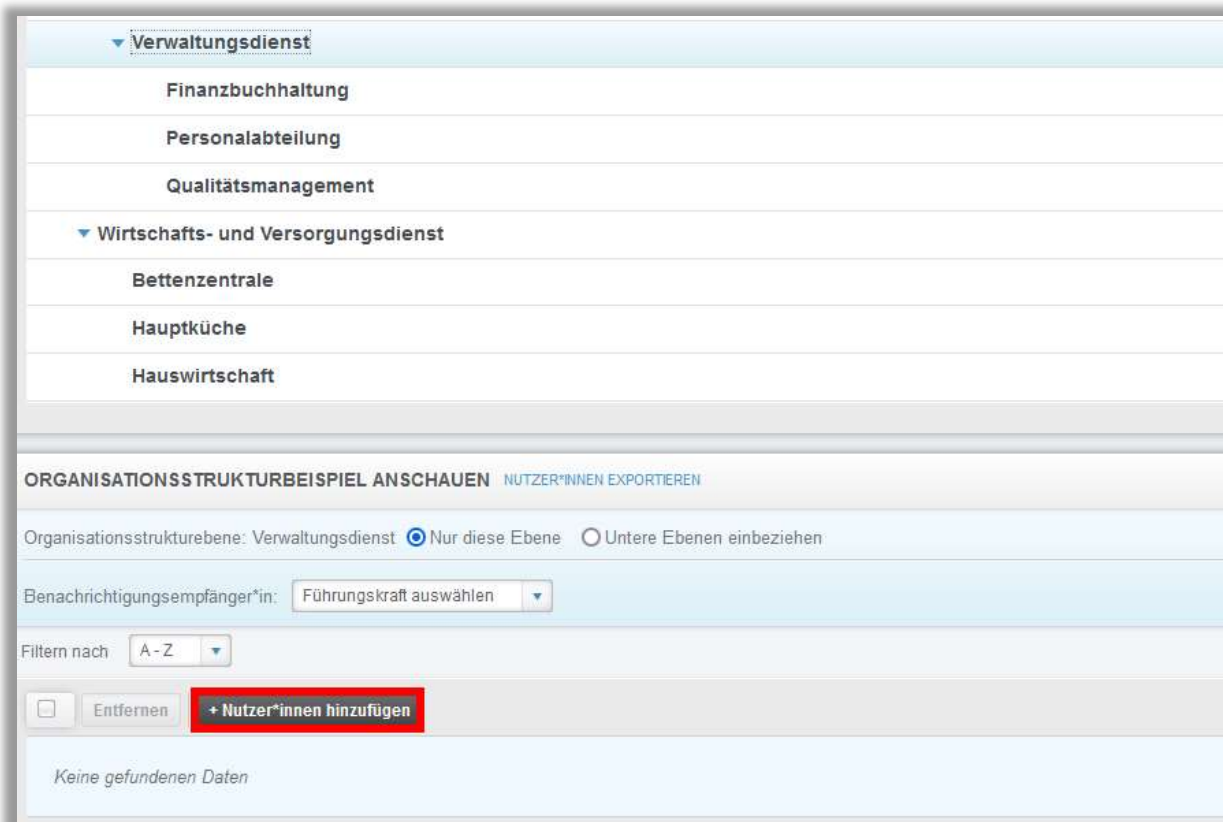 Verwaltungsdienst
Finanzbuchhaltung
Personalabteilung
Qualitätsmanagement
Wirtschafts- und Versorgungsdienst
Bettenzentrale
Hauptküche
Hauswirtschaft
ORGANISATIONSSTRUKTURBEISPIEL ANSCHAUEN NUTZER*INNEN EXPORTIEREN
Organisationsstrukturebene: Verwaltungsdienst Nur diese Ebene Untere Ebenen einbeziehen
Benachrichtigungsempfänger*in: Führungskraft auswählen
Filtern nach A - Z
Entfernen + Nutzer*innen hinzufügen
Keine gefundenen Daten